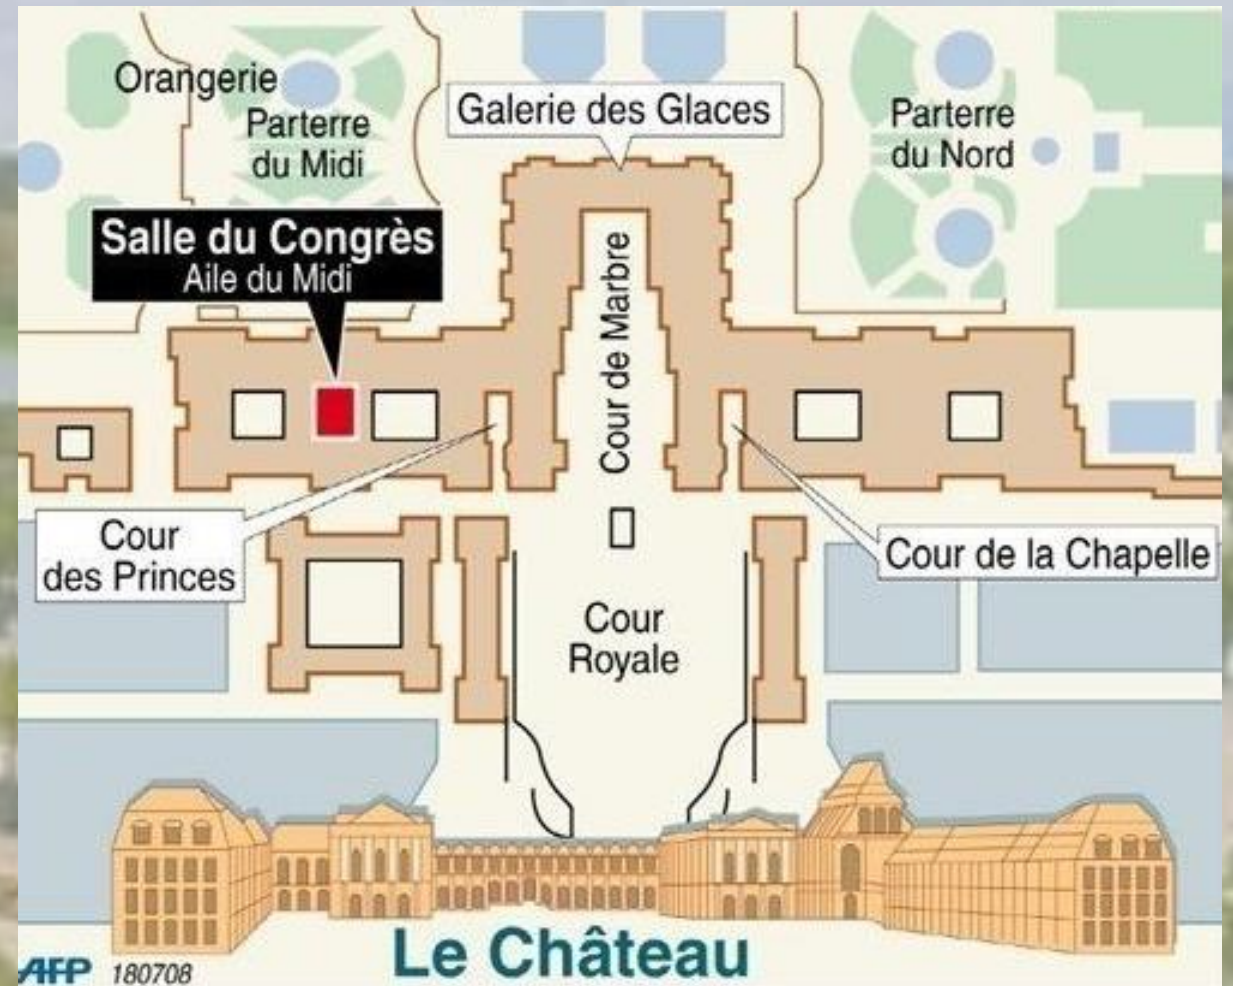 Orangerie
Parterre
du Midi
Galerie des Glaces
Parterre
du Nord
Salle du Congrès
Aile du Midi
Cour de Marbre
Cour
des Princes
Cour de la Chapelle
Cour
Royale
Le Château
AFP 180708